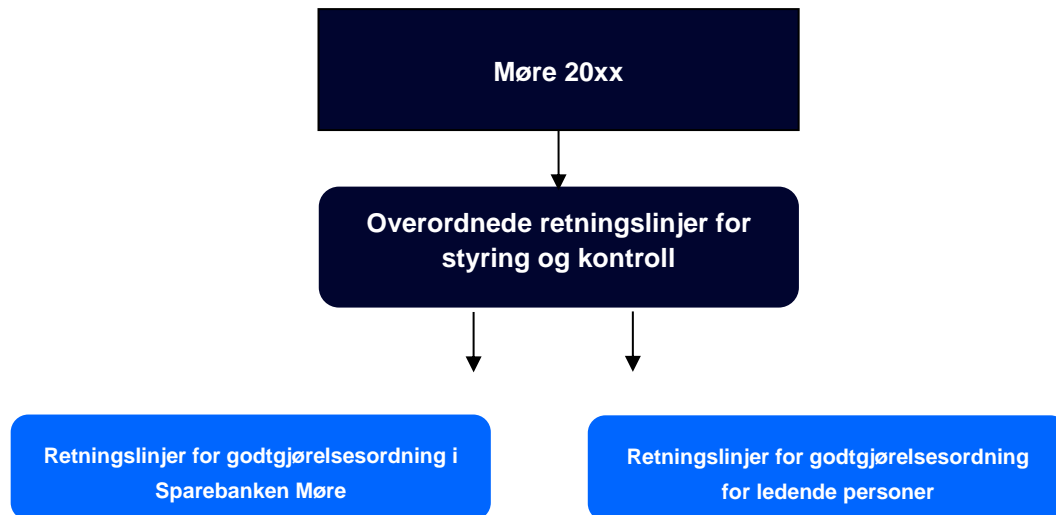 Møre 20xx
Overordnede retningslinjer for
styring og kontroll
Retningslinjer for godtgjørelsesordning i
Sparebanken Møre
Retningslinjer for godtgjørelsesordning
for ledende personer